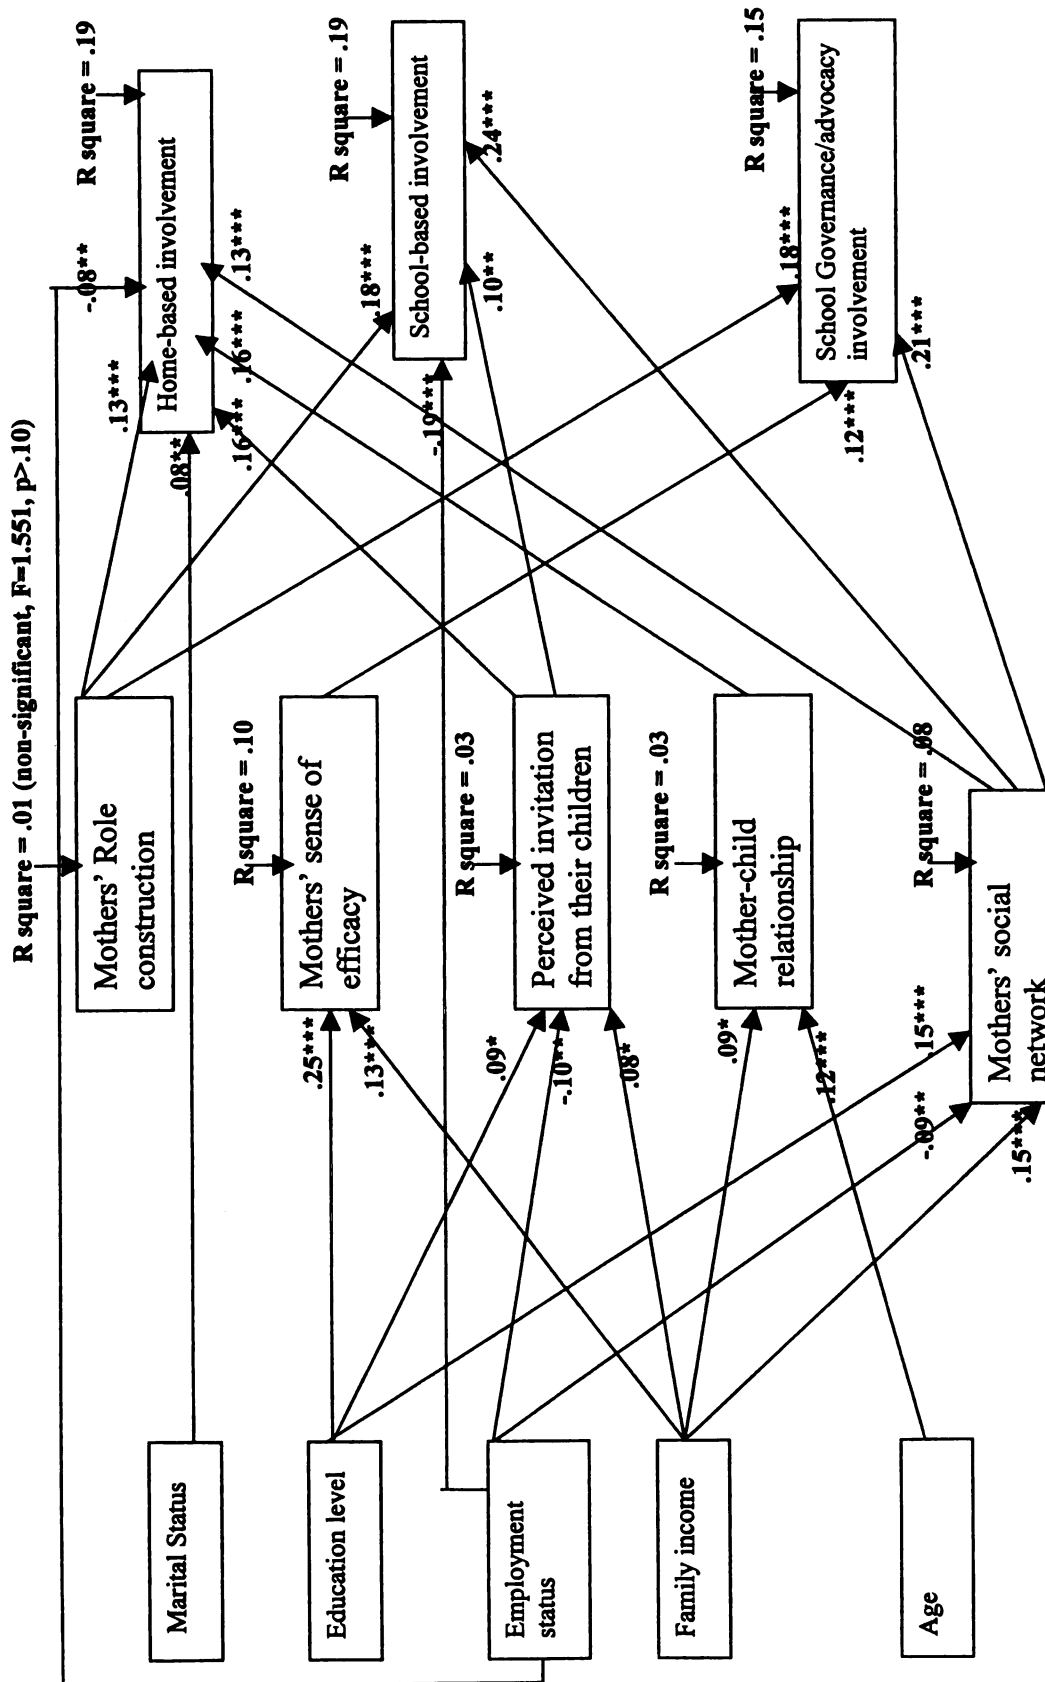 R square = .01 (non-significant, F=1.551, p>.10)
Marital Status
Education level
Employment
status
Family income
Age
Mothers' Role
construction
R square = .10
Mothers' sense of
efficacy
.25***
.13***
R square = .03
Perceived invitation
from their children
.09*
-.10**
.08*
R square = .03
Mother-child
relationship
.09*
.12***
R square = .08
Mothers' social
network
.15***
-.09**
.15***
R square = .19
Home-based involvement
-.08**
.13***
.08**
.16***
.16***
.13***
R square = .19
School-based involvement
.18***
-.19***
.10**
.24***
R square = .15
School Governance/advocacy
involvement
.18***
.12***
.21***